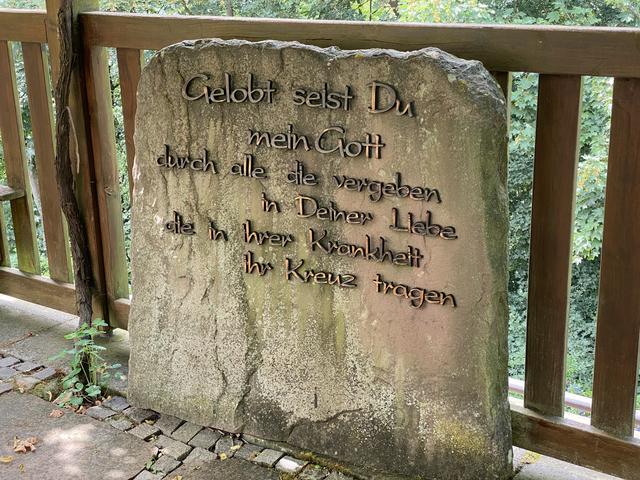 Gelobt seist Du
mein Gott
durch alle die vergeben
in Deiner Liebe
die in ihrer Krankheit
ihr Kreuz tragen